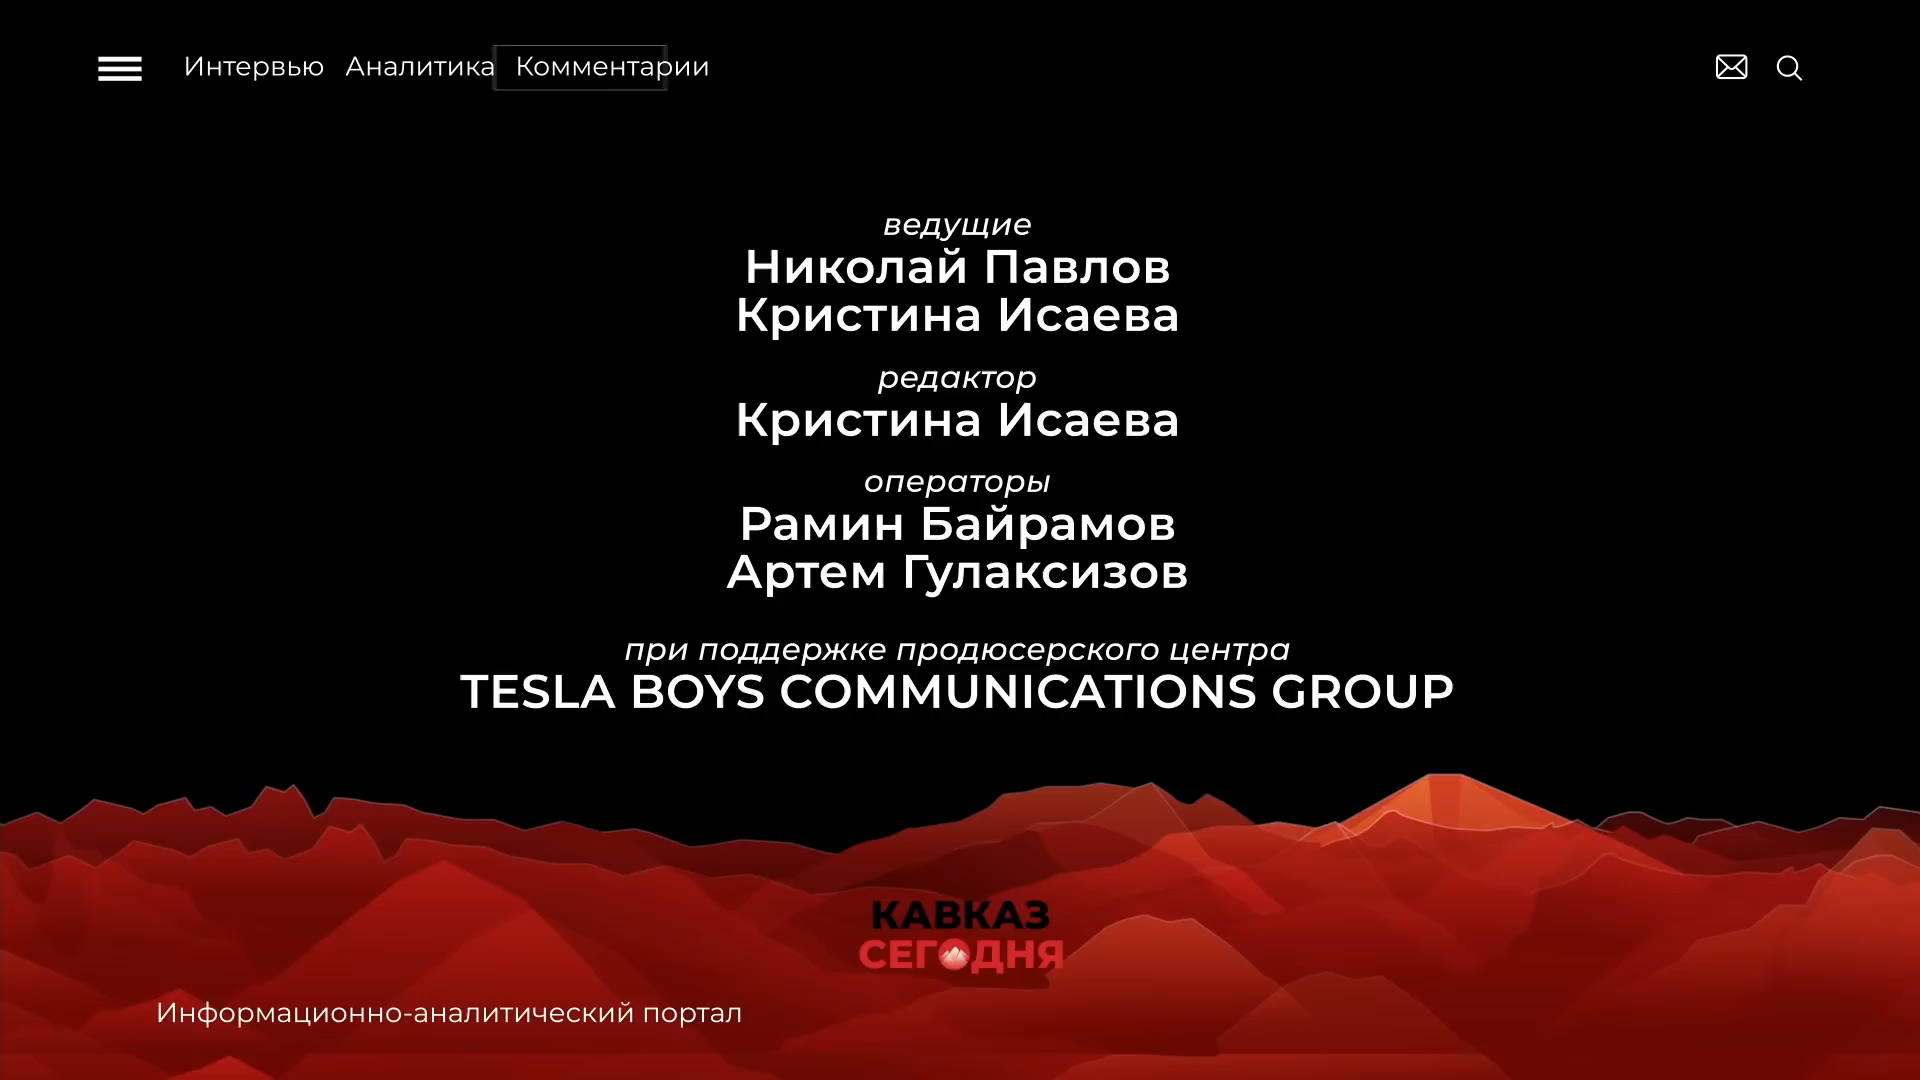 Интервью Аналитика Комментарии
ведущие
Николай Павлов
Кристина Исаева
редактор
Кристина Исаева
операторы
Рамин Байрамов
Артем Гулаксизов
при поддержке продюсерского центра
TESLA BOYS COMMUNICATIONS GROUP
КАВКАЗ
СЕГОДНЯ
Информационно-аналитический портал